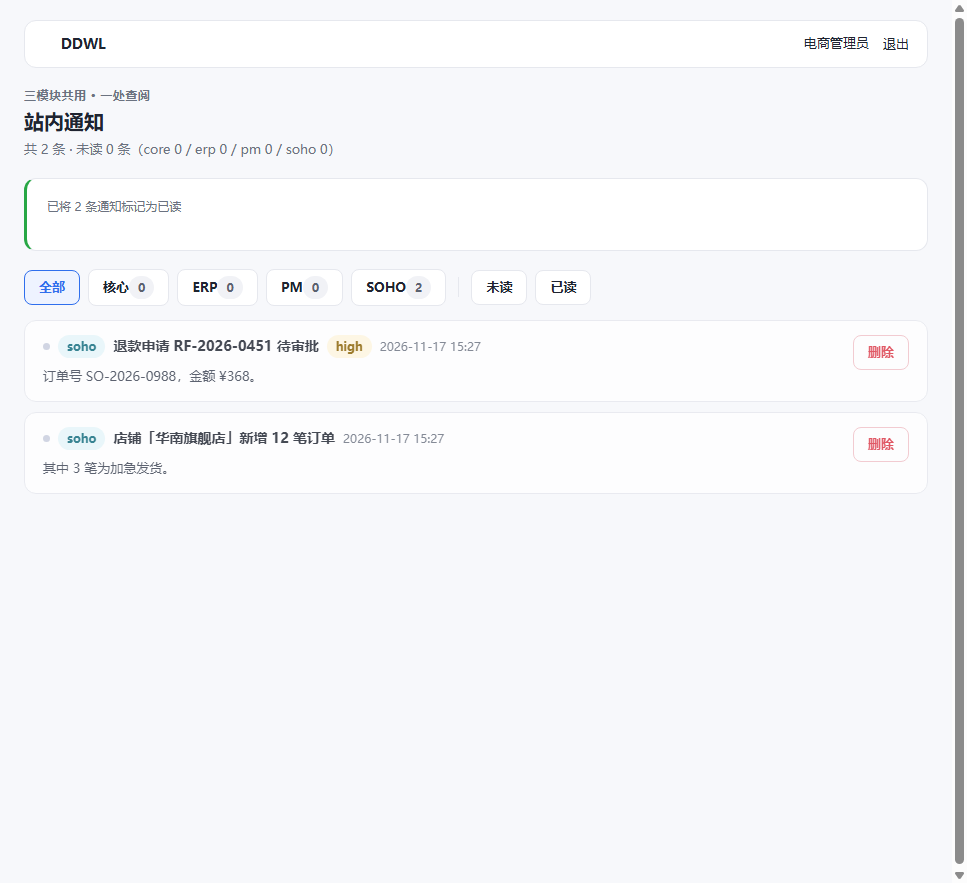 DDWL 电商管理员 退出
三模块共用 • 一处查阅
站内通知
共 2 条 · 未读 0 条（core 0 / erp 0 / pm 0 / soho 0）
已将 2 条通知标记为已读
全部 核心 0 ERP 0 PM 0 SOHO 2 未读 已读
soho 退款申请 RF-2026-0451 待审批 high 2026-11-17 15:27 删除
订单号 SO-2026-0988，金额 ¥368。
soho 店铺「华南旗舰店」新增 12 笔订单 2026-11-17 15:27 删除
其中 3 笔为加急发货。